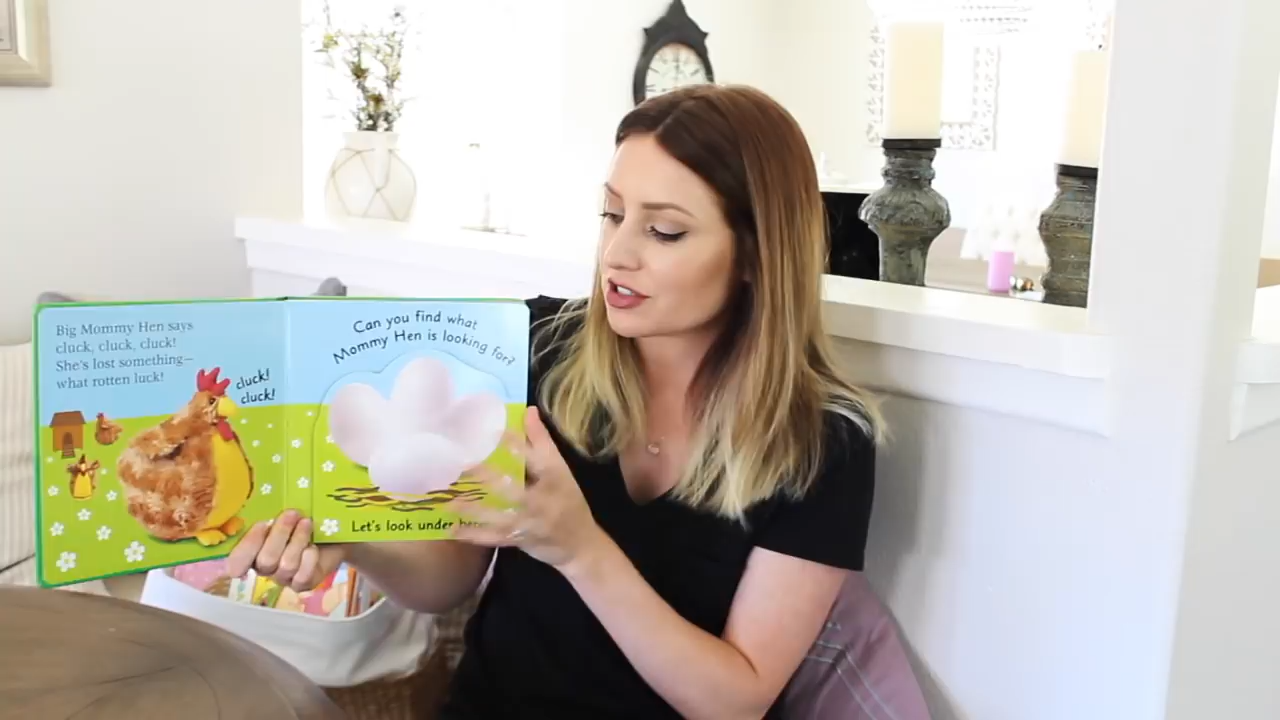 Big Mommy Hen says
cluck, cluck, cluck!
She's lost something—
what rotten luck!
cluck!
cluck!
Can you find what
Mommy Hen is looking for?
Let's look under